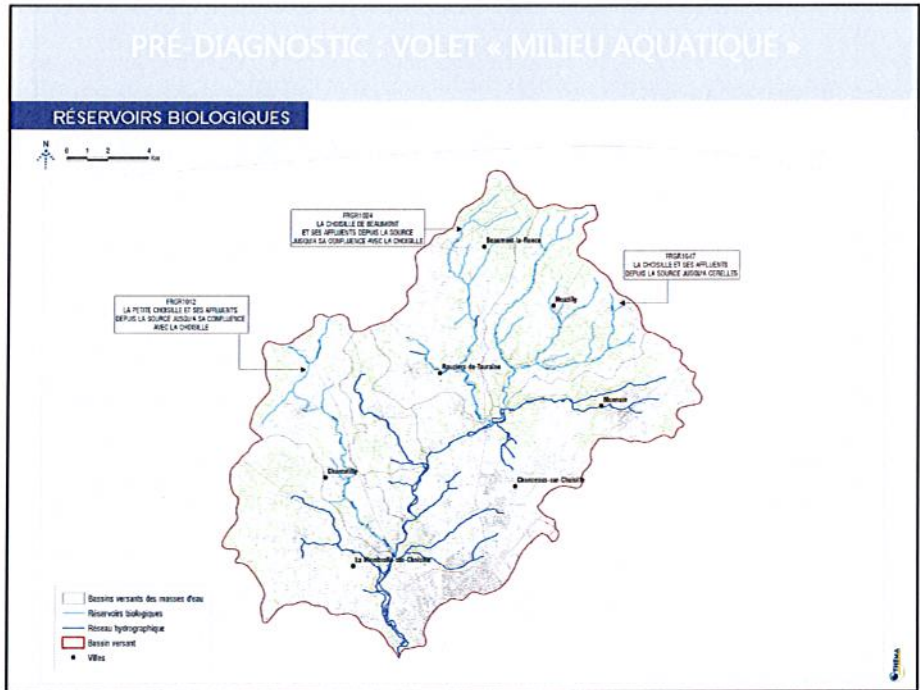 PRÉ-DIAGNOSTIC : VOLET « MILIEU AQUATIQUE »
RÉSERVOIRS BIOLOGIQUES
N
0 1 2 4
Km
LA CHOISILLE DE BEAUMONT
ET SES AFFLUENTS DEPUIS LA SOURCE
JUSQU'A SA CONFLUENCE AVEC LA CHOISILLE
Beaumont-la-Ronce
LA CHOISILLE ET SES AFFLUENTS
DEPUIS LA SOURCE JUSQU'A CERELLES
Neuzilly
LA PETITE CHOISILLE ET SES AFFLUENTS
DEPUIS LA SOURCE JUSQU'A SA CONFLUENCE
AVEC LA CHOISILLE
Rouziers-de-Touraine
Monnaie
Charentilly
Chanceaux-sur-Choisille
La Membrolle-sur-Choisille
Bassins versants des masses d'eau
Réservoirs biologiques
Réseau hydrographique
Bassin versant
Villes
THEMA